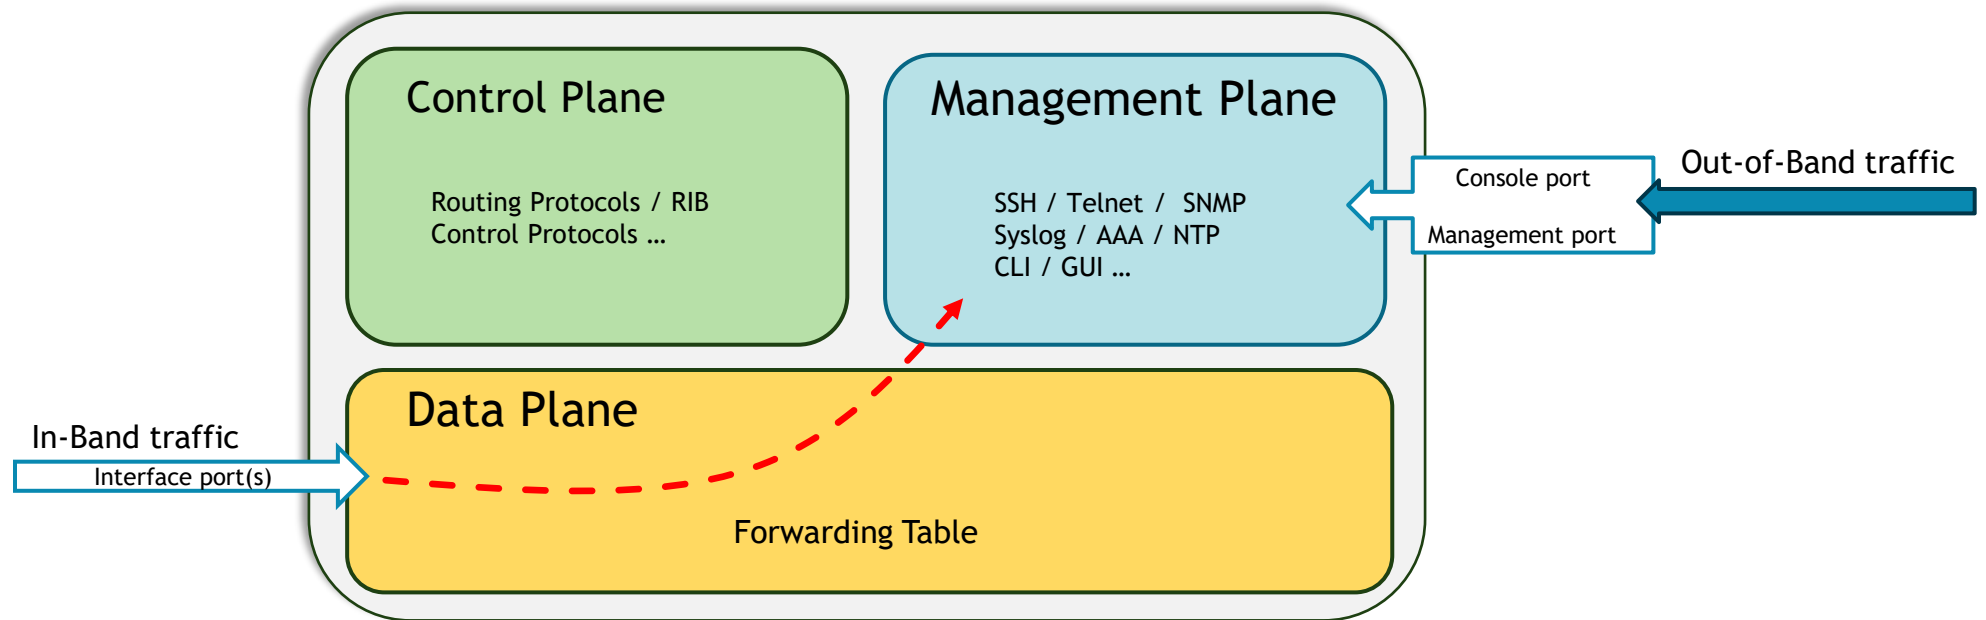 Control Plane
Routing Protocols / RIB
Control Protocols …
Management Plane
SSH / Telnet / SNMP
Syslog / AAA / NTP
CLI / GUI …
Out-of-Band traffic
Console port
Management port
In-Band traffic
Interface port(s)
Data Plane
Forwarding Table